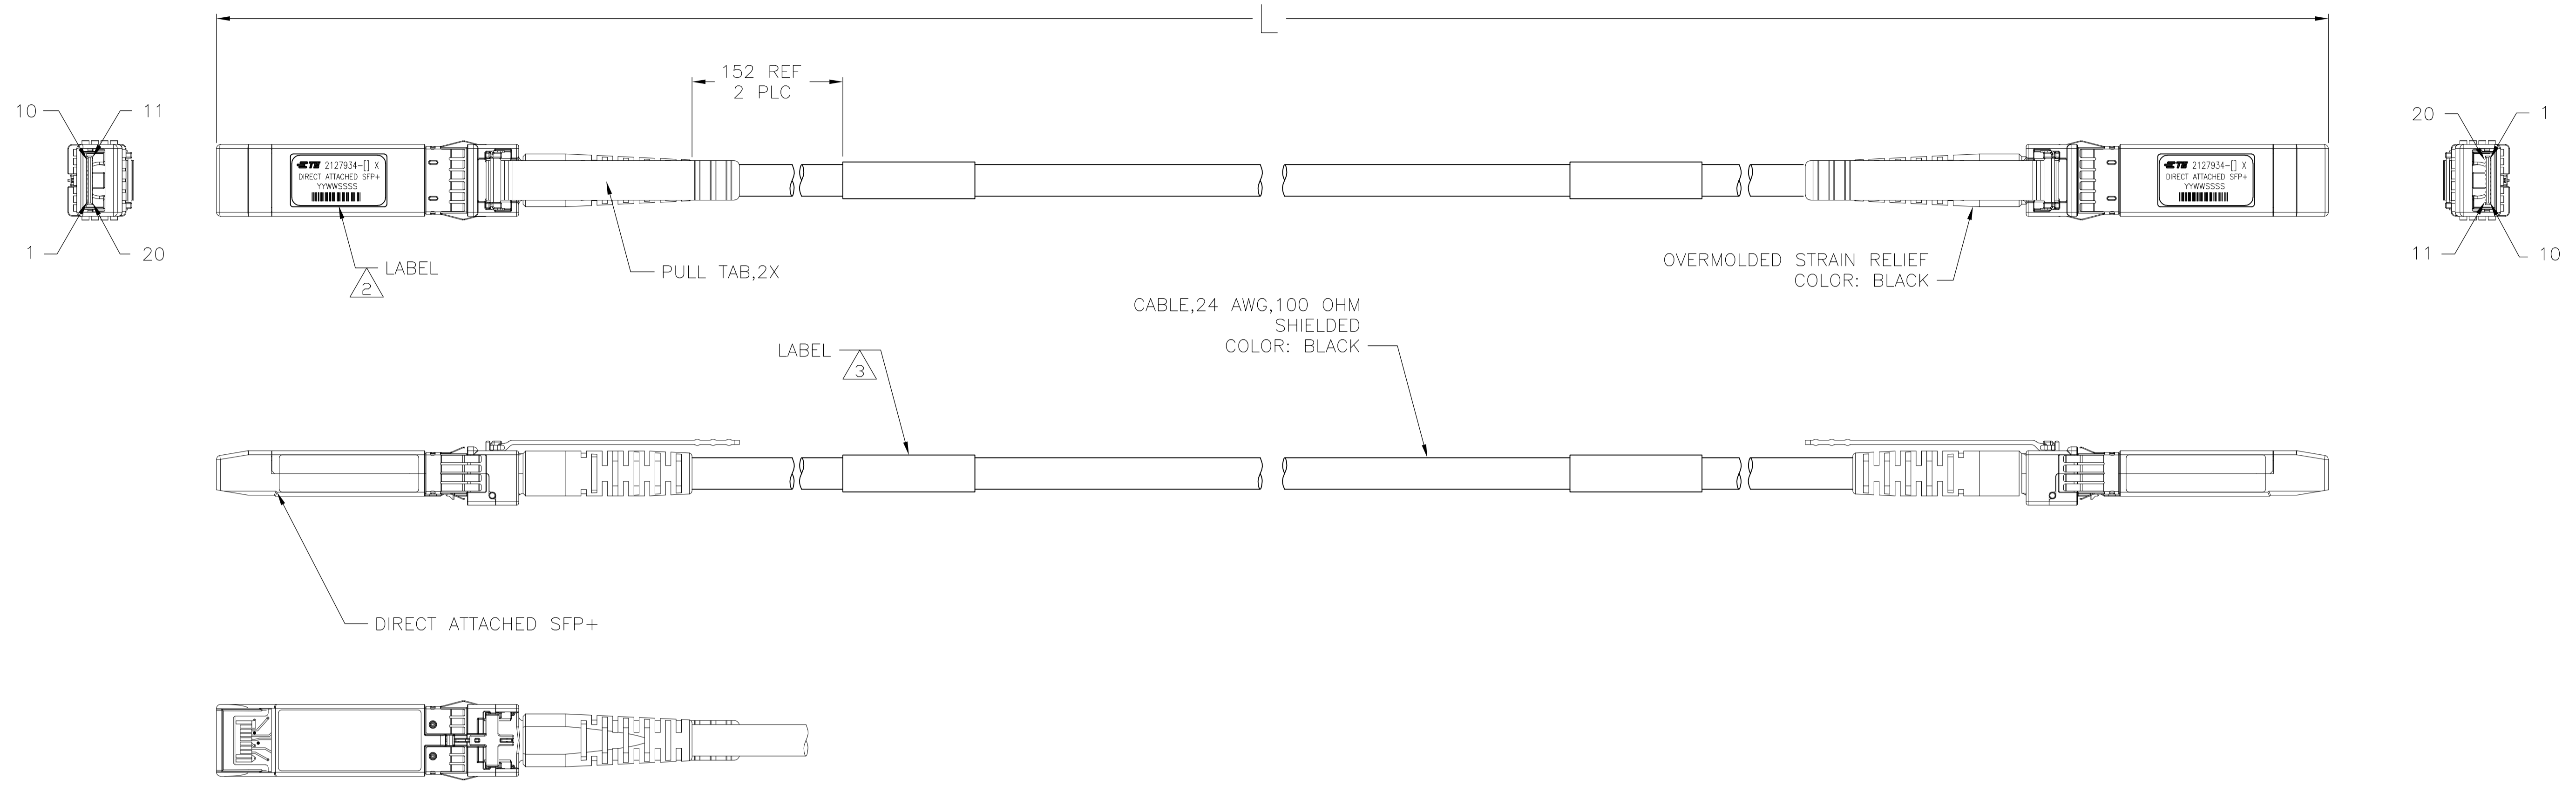 L
152 REF
2 PLC
10
11
20
1
TE 2127934-[] X
DIRECT ATTACHED SFP+
YYWWSSSS
TE 2127934-[] X
DIRECT ATTACHED SFP+
YYWWSSSS
1
20
11
10
LABEL
2
PULL TAB,2X
OVERMOLDED STRAIN RELIEF
COLOR: BLACK
CABLE,24 AWG,100 OHM
SHIELDED
COLOR: BLACK
LABEL
3
DIRECT ATTACHED SFP+